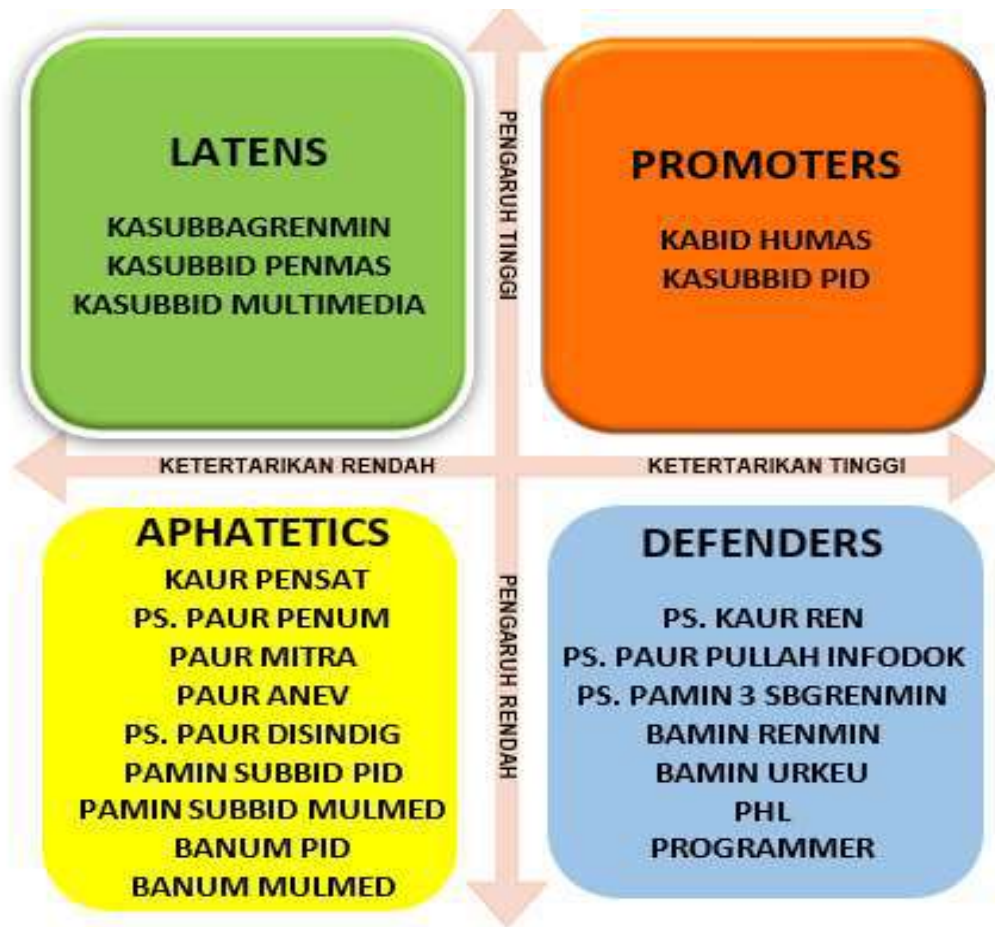 LATENS
KASUBBAGRENMIN
KASUBBID PENMAS
KASUBBID MULTIMEDIA
PENGARUH TINGGI
PROMOTERS
KABID HUMAS
KASUBBID PID
KETERTARIKAN RENDAH
KETERTARIKAN TINGGI
APHATETICS
KAUR PENSAT
PS. PAUR PENUM
PAUR MITRA
PAUR ANEV
PS. PAUR DISINDIG
PAMIN SUBBID PID
PAMIN SUBBID MULMED
BANUM PID
BANUM MULMED
PENGARUH RENDAH
DEFENDERS
PS. KAUR REN
PS. PAUR PULLAH INFODOK
PS. PAMIN 3 SBGRENMIN
BAMIN RENMIN
BAMIN URKEU
PHL
PROGRAMMER